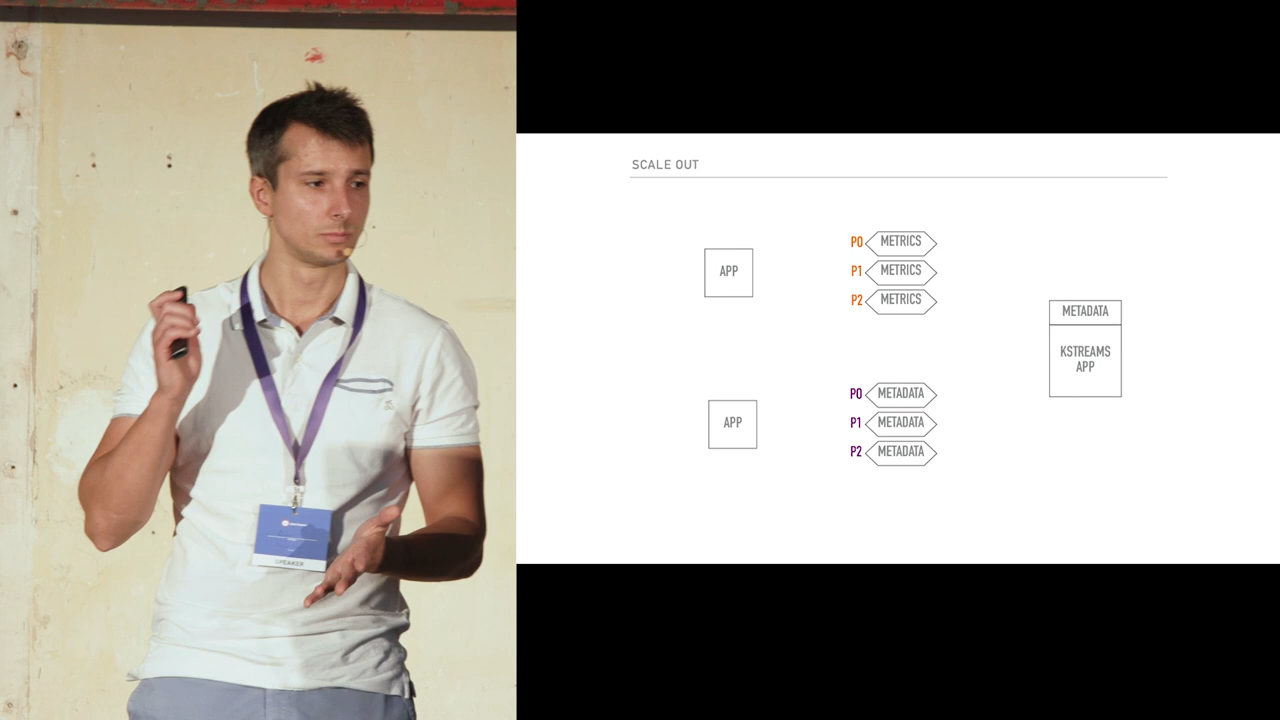 SCALE OUT
APP
P0 METRICS
P1 METRICS
P2 METRICS
METADATA
KSTREAMS
APP
APP
P0 METADATA
P1 METADATA
P2 METADATA
SPEAKER